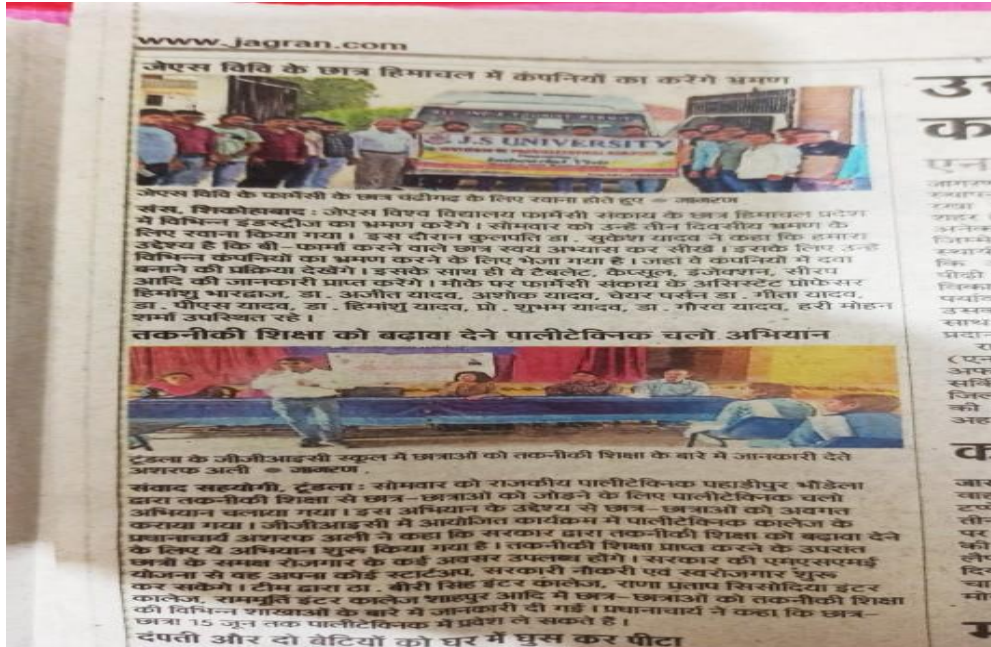 www.jagran.com
जेएस विवि के छात्र हिमाचल में कंपनियों का करेंगे भ्रमण
J.S UNIVERSITY
Industrial Visit
जेएस विवि के फार्मेसी के छात्र चंढीगढ के लिए रवाना होते हुए ● जागरण
संस, शिकोहाबाद : जेएस विश्व विद्यालय फार्मेसी संकाय के छात्र हिमाचल प्रदेश
में विभिन्न इंडस्ट्रीज का भ्रमण करेंगे। सोमवार को उन्हें तीन दिवसीय भ्रमण के
लिए रवाना किया गया। इस दौरान कुलपति डा. सुकेश यादव ने कहा कि हमारा
उद्देश्य है कि बी-फार्मा करने वाले छात्र स्वयं अभ्यास कर सीखें। इसके लिए उन्हें
विभिन्न कंपनियों का भ्रमण करने के लिए भेजा गया है। जहां वे कंपनियों में दवा
बनाने की प्रक्रिया देखेंगे। इसके साथ ही वे टैबलेट, कैप्सूल, इंजेक्शन, सीरप
आदि की जानकारी प्राप्त करेंगे। मौके पर फार्मेसी संकाय के असिस्टेंट प्रोफेसर
हिमांशु भारद्वाज, डा. अजीत यादव, अशोक यादव, चेयर पर्सन डा. गीता यादव,
डा. पीएस यादव, डा. हिमांशु यादव, प्रो. शुभम यादव, डा. गौरव यादव, हरी मोहन
शर्मा उपस्थित रहे।
तकनीकी शिक्षा को बढ़ावा देने पालीटेक्निक चलो अभियान
टूंडला के जीजीआइसी स्कूल में छात्राओं को तकनीकी शिक्षा के बारे में जानकारी देते
अशरफ अली ● जागरण
संवाद सहयोगी, टूंडला : सोमवार को राजकीय पालीटेक्निक पहाड़ीपुर भौंडेला
द्वारा तकनीकी शिक्षा से छात्र-छात्राओं को जोड़ने के लिए पालीटेक्निक चलो
अभियान चलाया गया। इस अभियान के उद्देश्य से छात्र-छात्राओं को अवगत
कराया गया। जीजीआइसी में आयोजित कार्यक्रम में पालीटेक्निक कालेज के
प्रधानाचार्य अशरफ अली ने कहा कि सरकार द्वारा तकनीकी शिक्षा को बढ़ावा देने
के लिए ये अभियान शुरू किया गया है। तकनीकी शिक्षा प्राप्त करने के उपरांत
छात्रों के समक्ष रोजगार के कई अवसर उपलब्ध होंगे। सरकार की एमएसएमई
योजना से वह अपना कोई स्टार्टअप, सरकारी नौकरी एवं स्वरोजगार शुरू
कर सकेंगे। टीम द्वारा ठा. बीरी सिंह इंटर कालेज, राणा प्रताप सिसोदिया इंटर
कालेज, राममूर्ति इंटर कालेज शाहपुर आदि में छात्र-छात्राओं को तकनीकी शिक्षा
की विभिन्न शाखाओं के बारे में जानकारी दी गई। प्रधानाचार्य ने कहा कि छात्र-
छात्रा 15 जून तक पालीटेक्निक में प्रवेश ले सकते है।
दंपती और दो बेटियों को घर में घुस कर पीटा